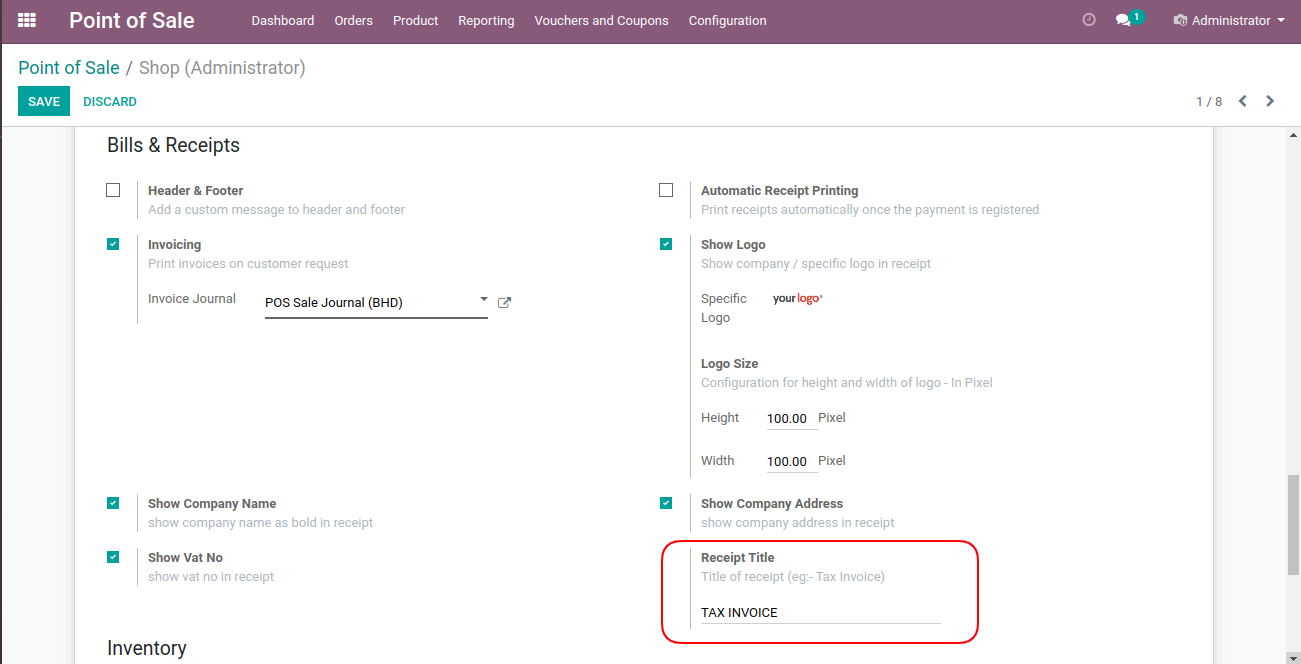 Point of Sale Dashboard Orders Product Reporting Vouchers and Coupons Configuration 1 Administrator
Point of Sale / Shop (Administrator)
SAVE DISCARD 1 / 8
Bills & Receipts
Header & Footer
Add a custom message to header and footer
Automatic Receipt Printing
Print receipts automatically once the payment is registered
Invoicing
Print invoices on customer request
Invoice Journal POS Sale Journal (BHD)
Show Logo
Show company / specific logo in receipt
Specific
Logo
yourlogo
Logo Size
Configuration for height and width of logo - In Pixel
Height 100.00 Pixel
Width 100.00 Pixel
Show Company Name
show company name as bold in receipt
Show Company Address
show company address in receipt
Show Vat No
show vat no in receipt
Receipt Title
Title of receipt (eg:- Tax Invoice)
TAX INVOICE
Inventory